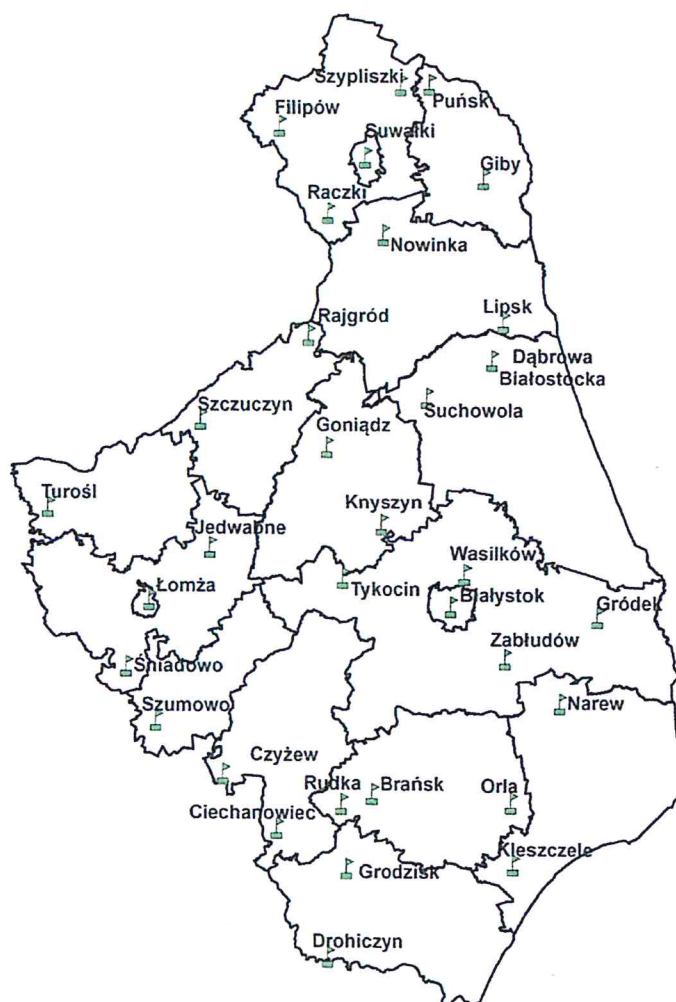 Szypliszki
Puńsk
Filipów
Suwałki
Giby
Raczki
Nowinka
Lipsk
Rajgród
Dąbrowa
Białostocka
Suchowola
Szczuczyn
Goniądz
Turośl
Knyszyn
Jedwabne
Wasilków
Łomża
Tykocin
Białystok
Gródek
Śniadowo
Zabłudów
Szumowo
Narew
Czyżew
Rudka
Brańsk
Orla
Ciechanowiec
Kleszczele
Grodzisk
Drohiczyn